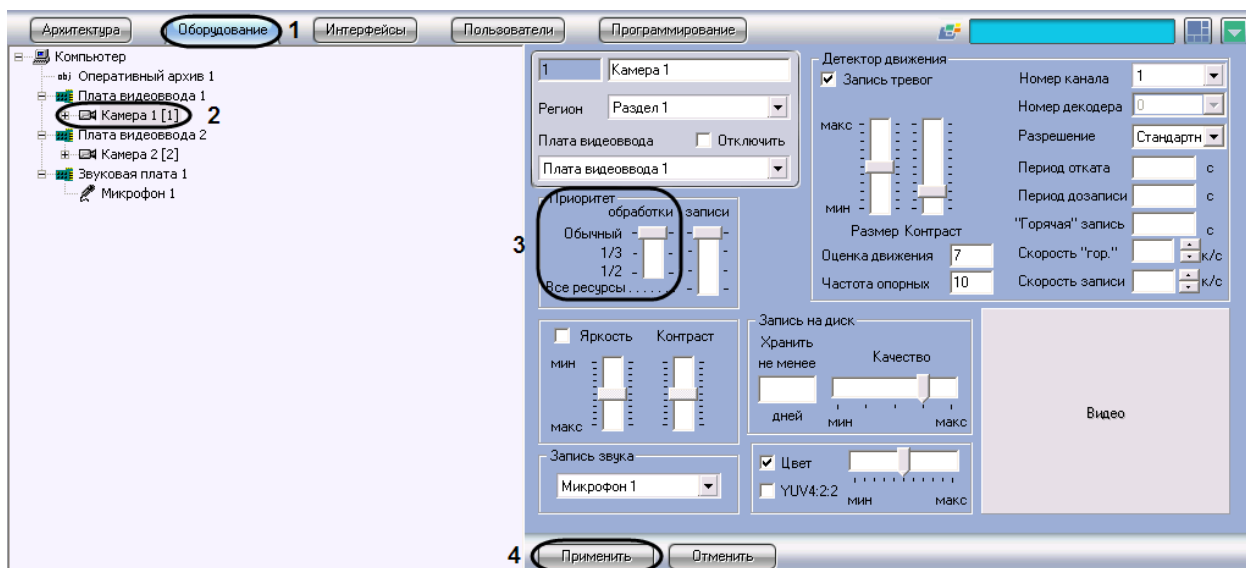 Архитектура
Оборудование
1
Интерфейсы
Пользователи
Программирование
Компьютер
Оперативный архив 1
Плата видеоввода 1
Камера 1 [1]
2
Плата видеоввода 2
Камера 2 [2]
Звуковая плата 1
Микрофон 1
1
Камера 1
Регион
Раздел 1
Плата видеоввода
Отключить
Плата видеоввода 1
3
Приоритет
обработки
записи
Обычный
1/3
1/2
Все ресурсы . . . . . .
Яркость
Контраст
мин
макс
Запись звука
Микрофон 1
Детектор движения
Запись тревог
макс
мин
Размер Контраст
Оценка движения
7
Частота опорных
10
Номер канала
1
Номер декодера
0
Разрешение
Стандартн
Период отката
с
Период дозаписи
с
"Горячая" запись
с
Скорость "гор."
к/с
Скорость записи
к/с
Запись на диск
Хранить
не менее
дней
Качество
мин
макс
Цвет
YUV4:2:2
мин
макс
Видео
4
Применить
Отменить